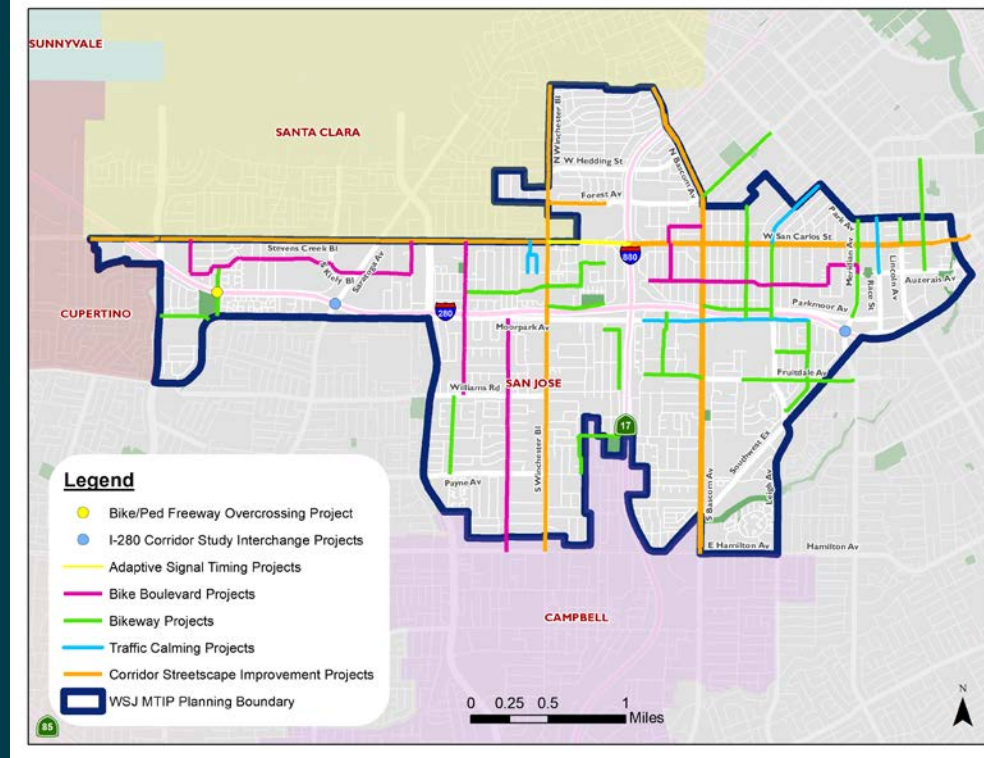 SUNNYVALE
SANTA CLARA
N Winchester Bl
W Hedding St
N Bascom Av
Forest Av
Park Av
W San Carlos St
880
Stevens Creek Bl
S Kiely Bl
Saratoga Av
Meridian Av
Race St
Lincoln Av
Auzerais Av
CUPERTINO
280
Parkmoor Av
Moorpark Av
Fruitdale Av
Williams Rd
SAN JOSE
S Winchester Bl
17
Southwest Ex
Leigh Av
Payne Av
S Bascom Av
E Hamilton Av
Hamilton Av
CAMPBELL
Legend
Bike/Ped Freeway Overcrossing Project
I-280 Corridor Study Interchange Projects
Adaptive Signal Timing Projects
Bike Boulevard Projects
Bikeway Projects
Traffic Calming Projects
Corridor Streetscape Improvement Projects
WSJ MTIP Planning Boundary
0 0.25 0.5 1
Miles
N
85